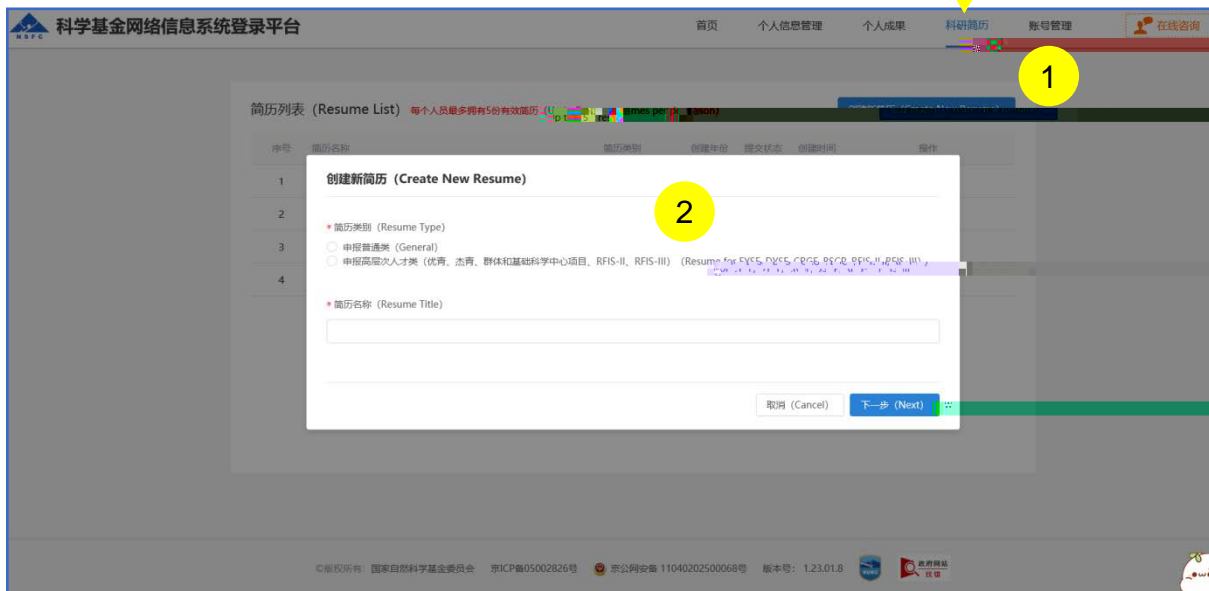 NSFC 科学基金网络信息系统登录平台 首页 个人信息管理 个人成果 科研简历 账号管理 在线咨询
1
简历列表（Resume List） 每个人员最多拥有5份有效简历
序号 简历名称 简历类别 创建年份 提交状态 创建时间 操作
1
2
3
4
创建新简历（Create New Resume）
2
* 简历类别（Resume Type）
申报普通类（General）
申报高层次人才类（优青、杰青、群体和基础科学中心项目、RFIS-II、RFIS-III）（Resume for
* 简历名称（Resume Title）
取消（Cancel） 下一步（Next）
©版权所有：国家自然科学基金委员会 京ICP备05002826号 京公网安备 11040202500068号 版本号：1.23.01.8 政府网站 找错